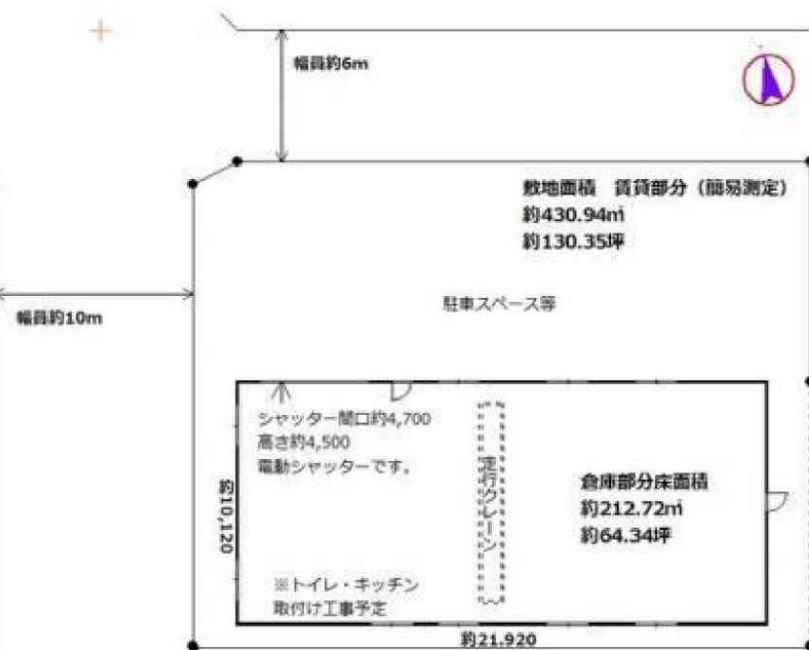 幅員約6m
敷地面積 賃貸部分（簡易測定）
約430.94㎡
約130.35坪
幅員約10m
駐車スペース等
シャッター間口約4,700
高さ約4,500
電動シャッターです。
走行クレーン
倉庫部分床面積
約212.72㎡
約64.34坪
約10,120
※トイレ・キッチン
取付け工事予定
約21.920